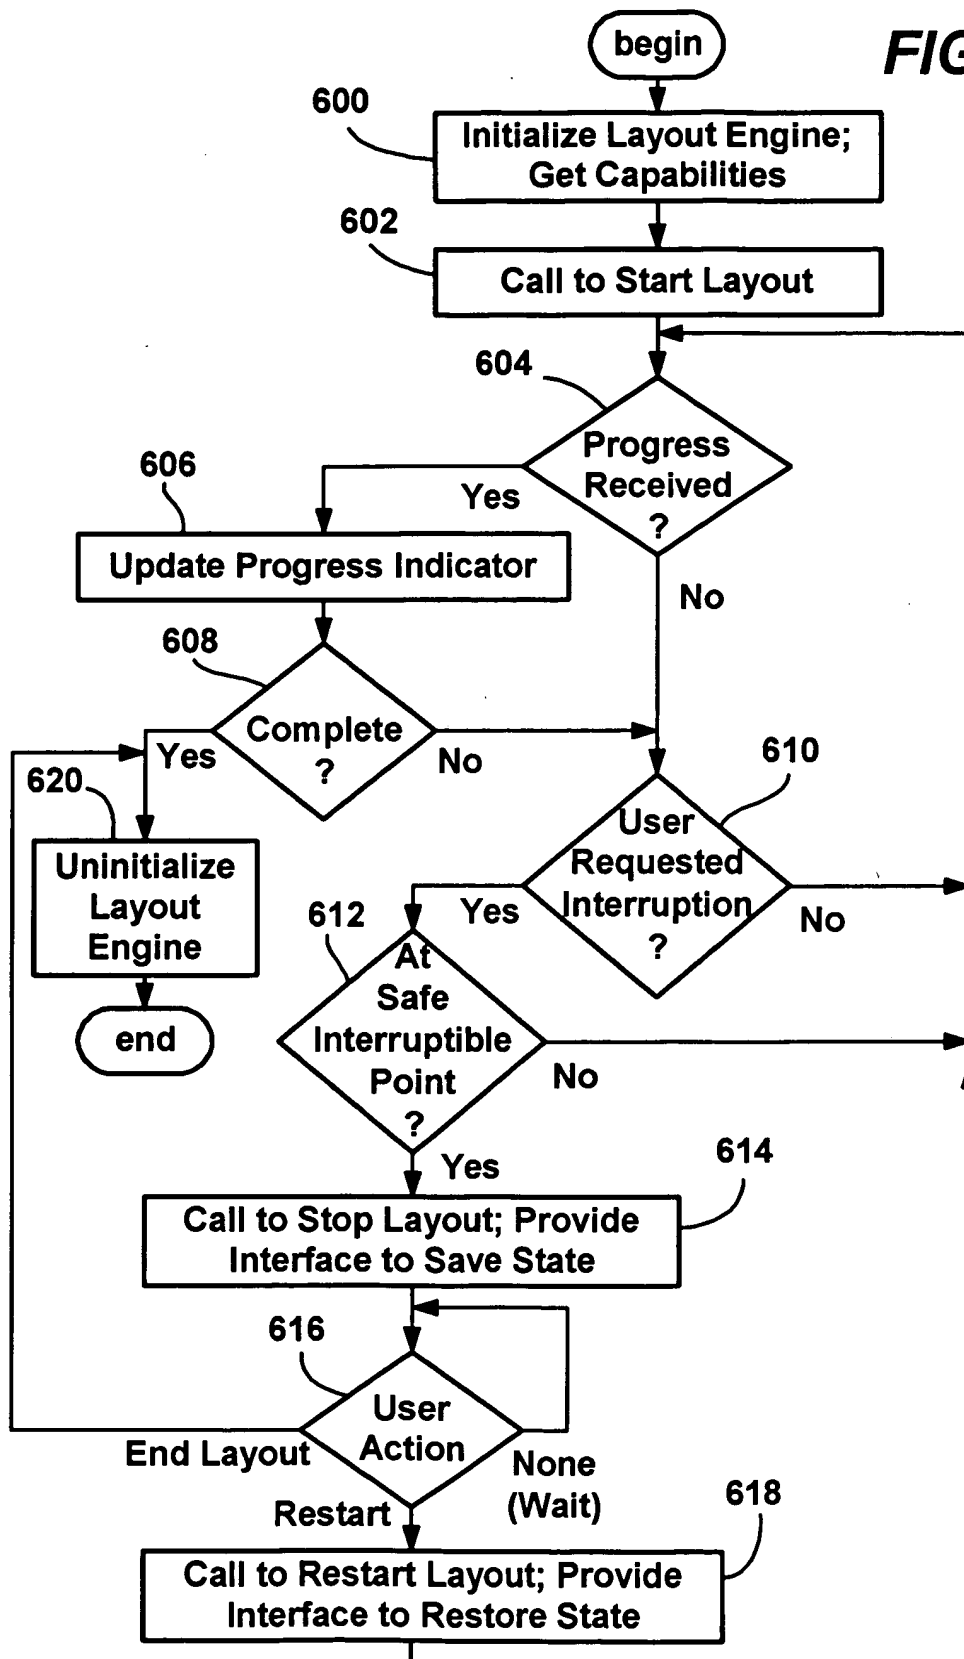 begin
FIG
600
Initialize Layout Engine;
Get Capabilities
602
Call to Start Layout
604
Progress
Received
?
Yes
No
606
Update Progress Indicator
608
Complete
?
Yes
No
610
User
Requested
Interruption
?
Yes
No
620
Uninitialize
Layout
Engine
end
612
At
Safe
Interruptible
Point
?
No
Yes
614
Call to Stop Layout; Provide
Interface to Save State
616
User
Action
End Layout
None
(Wait)
Restart
618
Call to Restart Layout; Provide
Interface to Restore State